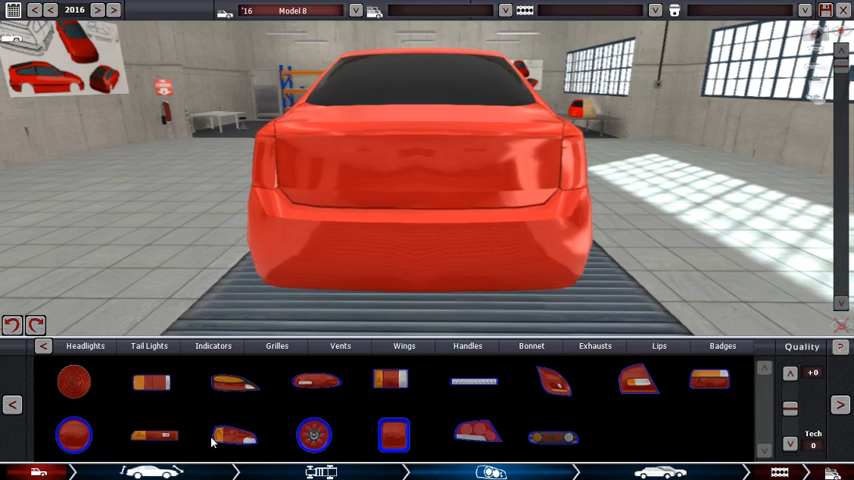 2016
'16 Model 8
Headlights Tail Lights Indicators Grilles Vents Wings Handles Bonnet Exhausts Lips Badges Quality ?
+0
Tech
0